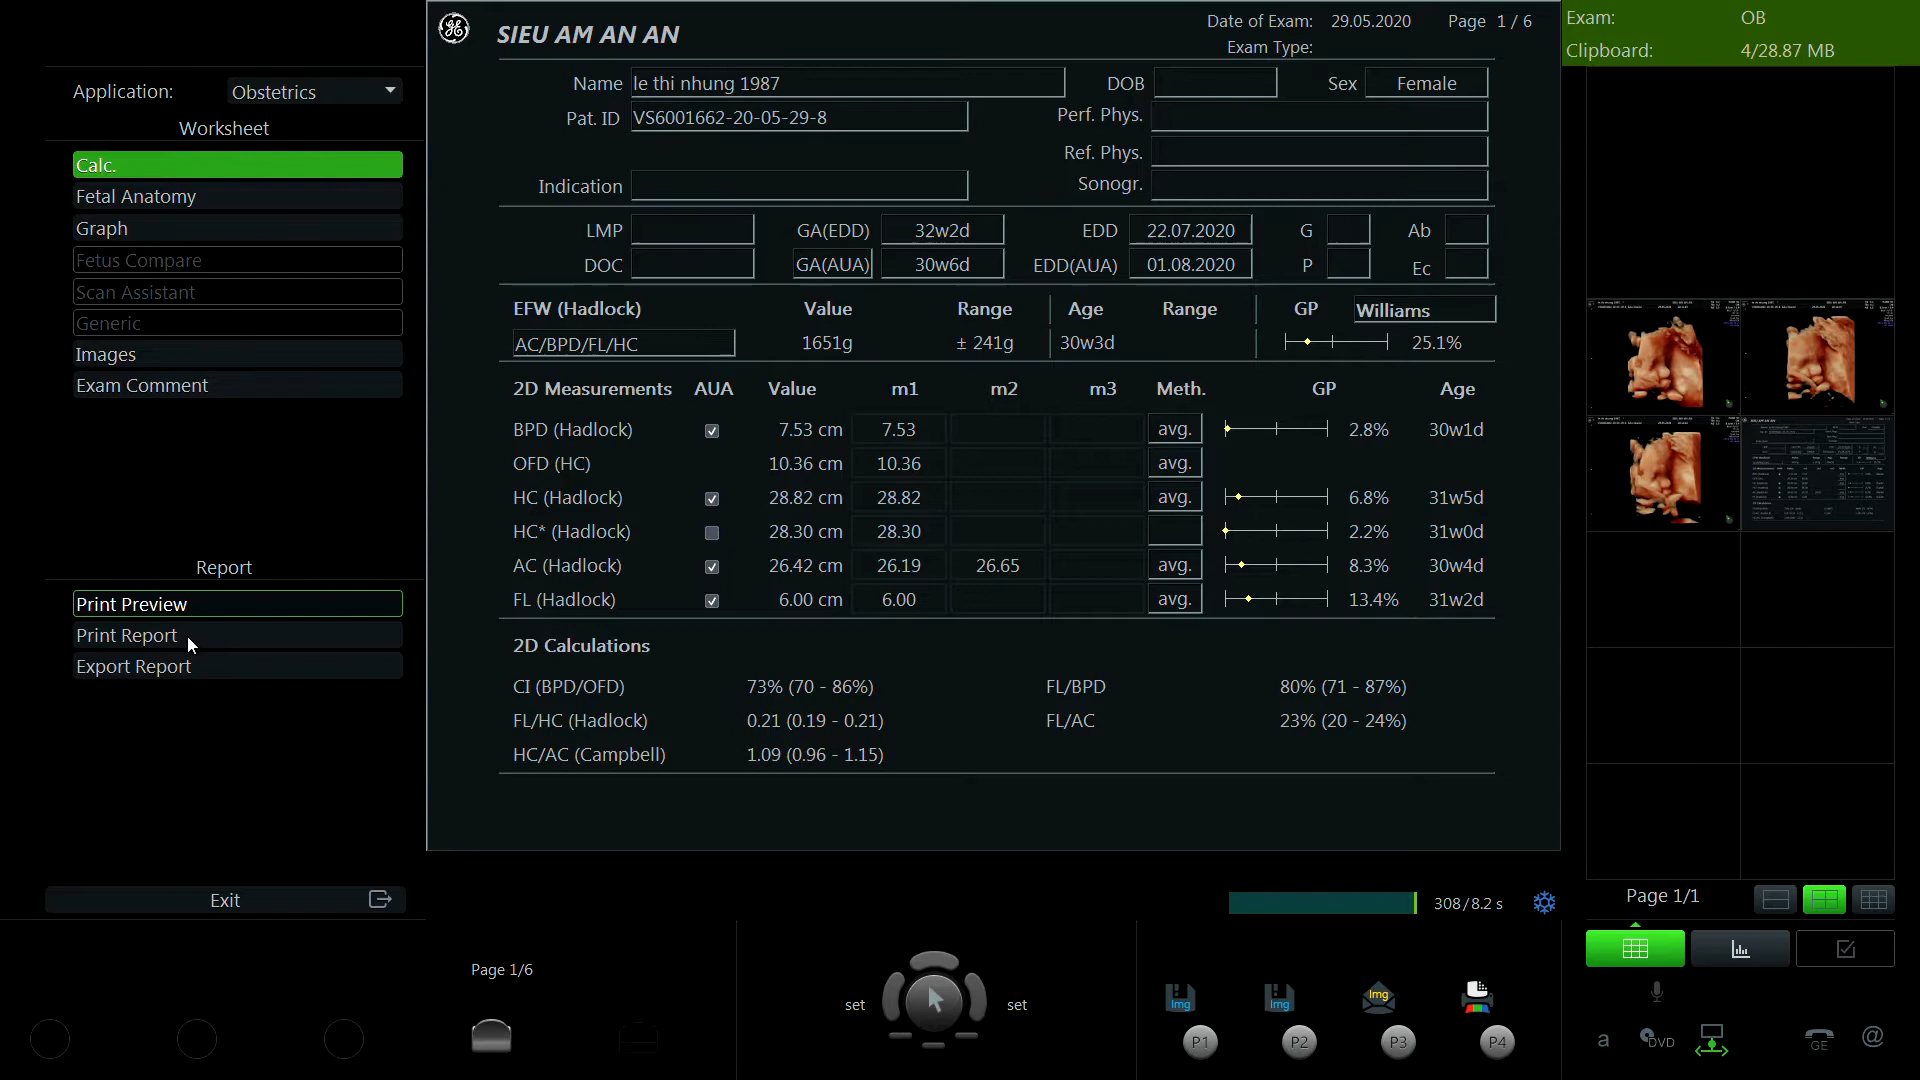 SIEU AM AN AN
Date of Exam: 29.05.2020 Page 1 / 6
Exam Type:
Exam: OB
Clipboard: 4/28.87 MB
Application: Obstetrics
Worksheet
Calc.
Fetal Anatomy
Graph
Fetus Compare
Scan Assistant
Generic
Images
Exam Comment
Report
Print Preview
Print Report
Export Report
Exit
Name le thi nhung 1987 DOB Sex Female
Pat. ID VS6001662-20-05-29-8 Perf. Phys.
Ref. Phys.
Indication Sonogr.
LMP GA(EDD) 32w2d EDD 22.07.2020 G Ab
DOC GA(AUA) 30w6d EDD(AUA) 01.08.2020 P Ec
EFW (Hadlock) Value Range Age Range GP Williams
AC/BPD/FL/HC 1651g ± 241g 30w3d 25.1%
2D Measurements AUA Value m1 m2 m3 Meth. GP Age
BPD (Hadlock) 7.53 cm 7.53 avg. 2.8% 30w1d
OFD (HC) 10.36 cm 10.36 avg.
HC (Hadlock) 28.82 cm 28.82 avg. 6.8% 31w5d
HC* (Hadlock) 28.30 cm 28.30 2.2% 31w0d
AC (Hadlock) 26.42 cm 26.19 26.65 avg. 8.3% 30w4d
FL (Hadlock) 6.00 cm 6.00 avg. 13.4% 31w2d
2D Calculations
CI (BPD/OFD) 73% (70 - 86%) FL/BPD 80% (71 - 87%)
FL/HC (Hadlock) 0.21 (0.19 - 0.21) FL/AC 23% (20 - 24%)
HC/AC (Campbell) 1.09 (0.96 - 1.15)
308/8.2 s
Page 1/1
Page 1/6
set set
Img Img Img
P1 P2 P3 P4
a DVD GE @